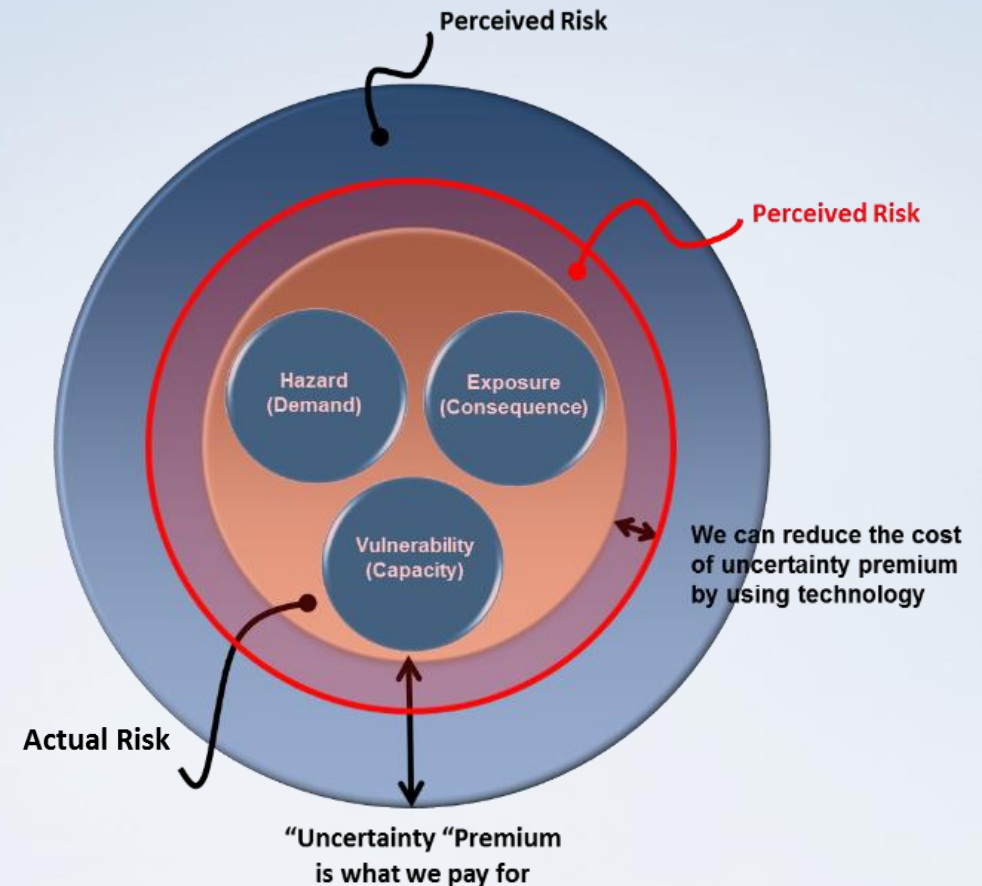 Perceived Risk
Perceived Risk
Hazard
(Demand)
Exposure
(Consequence)
Vulnerability
(Capacity)
We can reduce the cost
of uncertainty premium
by using technology
Actual Risk
“Uncertainty “Premium
is what we pay for